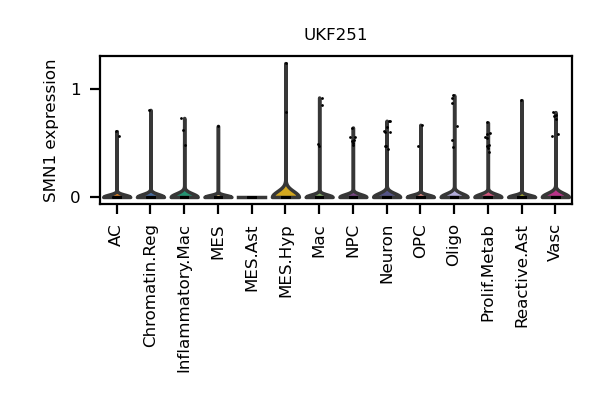 UKF251
SMN1 expression
1
0
AC
Chromatin.Reg
Inflammatory.Mac
MES
MES.Ast
MES.Hyp
Mac
NPC
Neuron
OPC
Oligo
Prolif.Metab
Reactive.Ast
Vasc